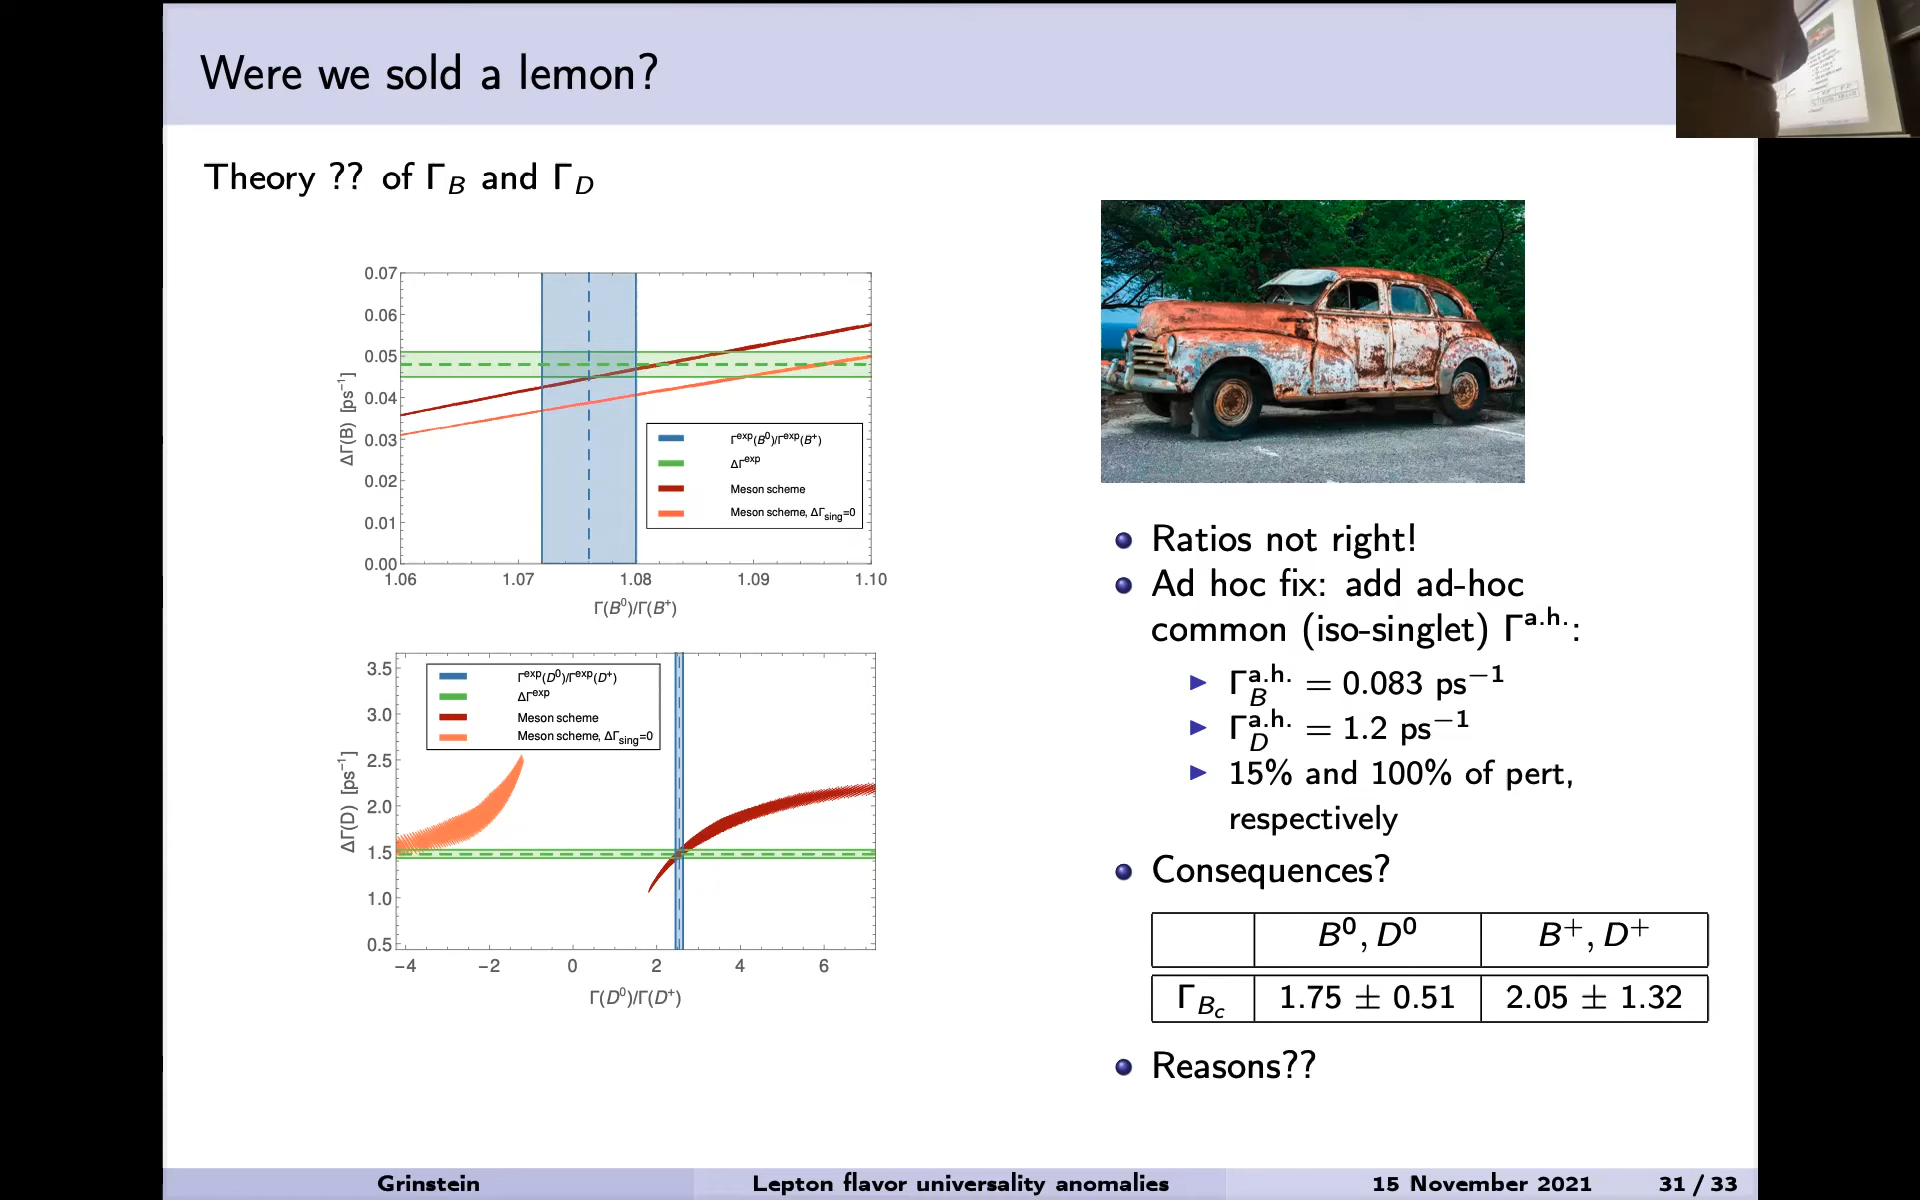 Were we sold a lemon?
Theory ?? of Γ_B and Γ_D
0.07
0.06
0.05
0.04
0.03
0.02
0.01
0.00
ΔΓ(B) [ps⁻¹]
Γ^exp(B⁰)/Γ^exp(B⁺)
ΔΓ^exp
Meson scheme
Meson scheme, ΔΓ_sing=0
1.06 1.07 1.08 1.09 1.10
Γ(B⁰)/Γ(B⁺)
3.5
3.0
2.5
2.0
1.5
1.0
0.5
ΔΓ(D) [ps⁻¹]
Γ^exp(D⁰)/Γ^exp(D⁺)
ΔΓ^exp
Meson scheme
Meson scheme, ΔΓ_sing=0
−4 −2 0 2 4 6
Γ(D⁰)/Γ(D⁺)
Ratios not right!
Ad hoc fix: add ad-hoc
common (iso-singlet) Γ^a.h.:
Γ_B^a.h. = 0.083 ps⁻¹
Γ_D^a.h. = 1.2 ps⁻¹
15% and 100% of pert,
respectively
Consequences?
B⁰, D⁰ B⁺, D⁺
Γ_B_c 1.75 ± 0.51 2.05 ± 1.32
Reasons??
Grinstein Lepton flavor universality anomalies 15 November 2021 31 / 33